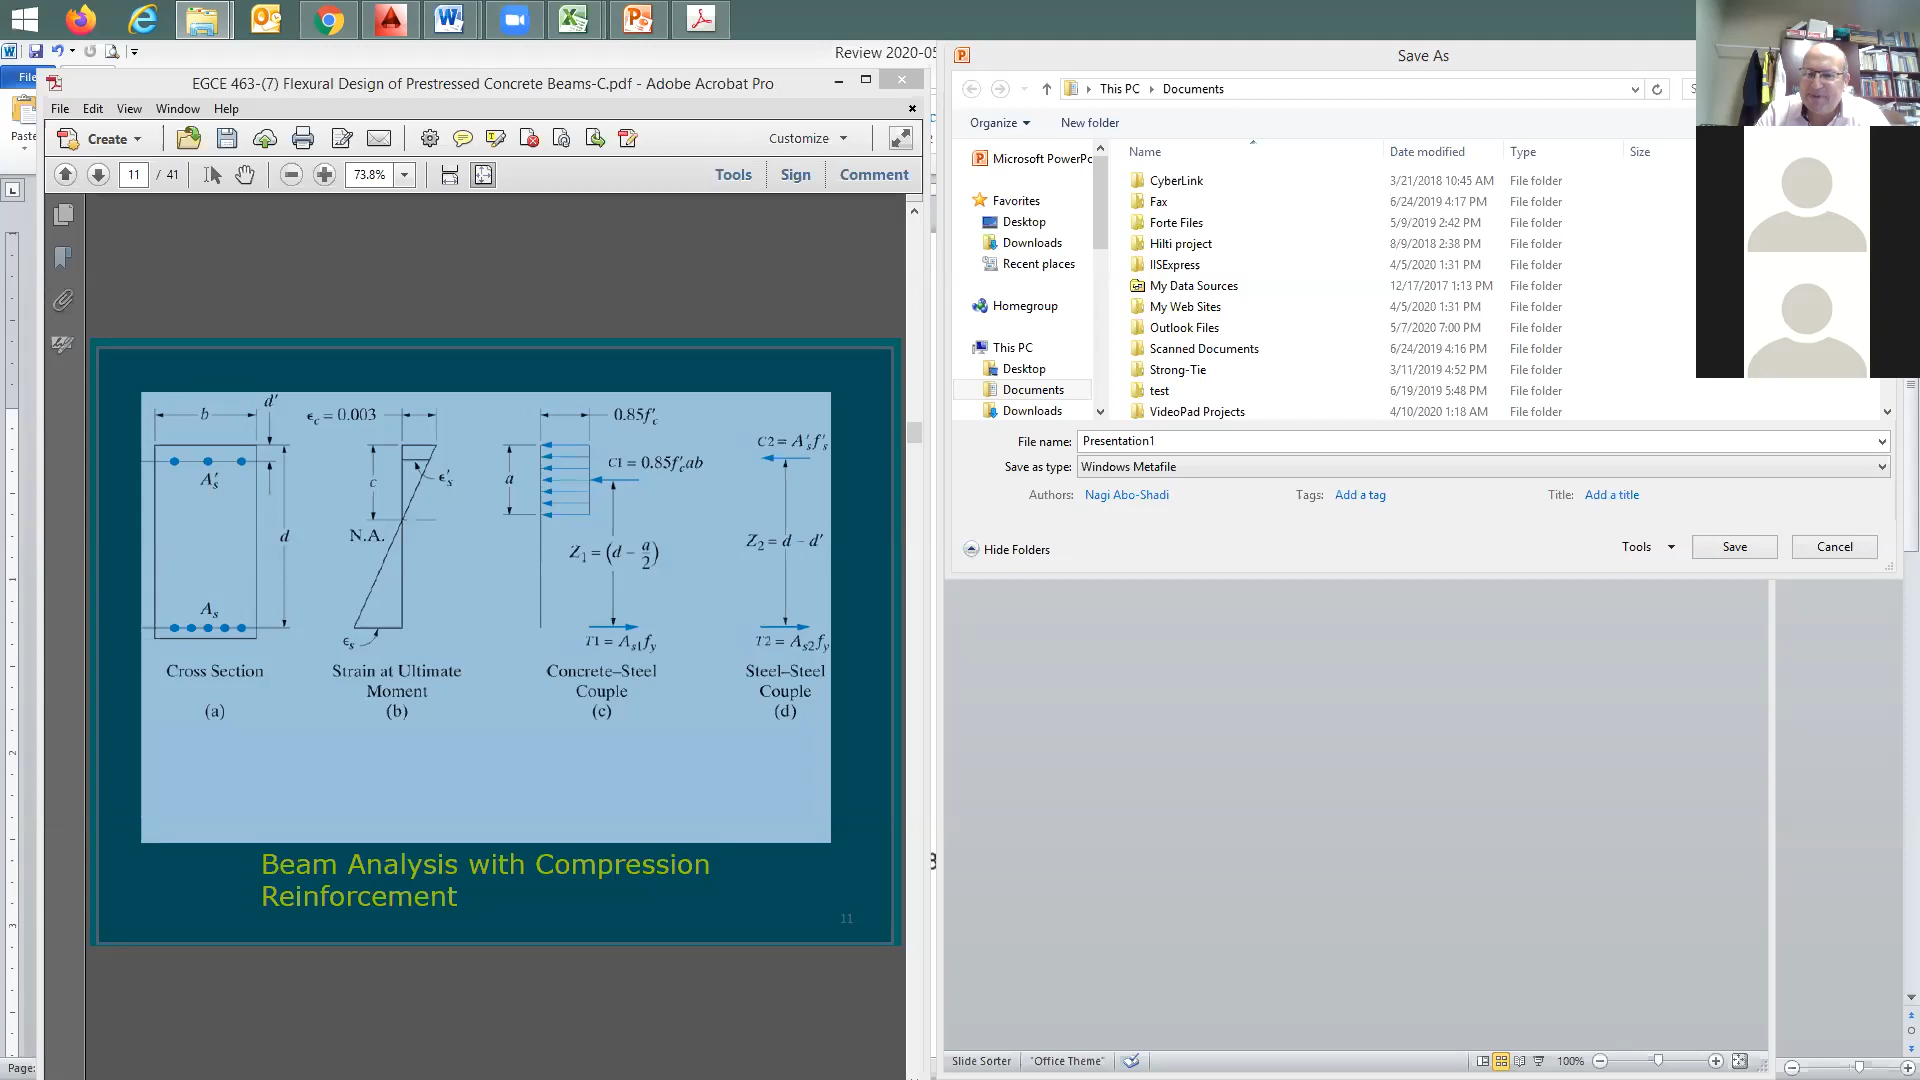 Review 2020-05
File
Paste
Page:
EGCE 463-(7) Flexural Design of Prestressed Concrete Beams-C.pdf - Adobe Acrobat Pro
File Edit View Window Help
Create
Customize
11 / 41
73.8%
Tools Sign Comment
b
d'
ϵc = 0.003
0.85f'c
A's
d
c
ϵ's
N.A.
a
C1 = 0.85f'cab
C2 = A'sf's
Z1 = (d – a/2)
Z2 = d – d'
As
ϵs
T1 = As1fy
T2 = As2fy
Cross Section
(a)
Strain at Ultimate
Moment
(b)
Concrete–Steel
Couple
(c)
Steel–Steel
Couple
(d)
Beam Analysis with Compression
Reinforcement
11
Save As
This PC Documents
Organize New folder
Microsoft PowerPo
Favorites
Desktop
Downloads
Recent places
Homegroup
This PC
Desktop
Documents
Downloads
Name Date modified Type Size
CyberLink 3/21/2018 10:45 AM File folder
Fax 6/24/2019 4:17 PM File folder
Forte Files 5/9/2019 2:42 PM File folder
Hilti project 8/9/2018 2:38 PM File folder
IISExpress 4/5/2020 1:31 PM File folder
My Data Sources 12/17/2017 1:13 PM File folder
My Web Sites 4/5/2020 1:31 PM File folder
Outlook Files 5/7/2020 7:00 PM File folder
Scanned Documents 6/24/2019 4:16 PM File folder
Strong-Tie 3/11/2019 4:52 PM File folder
test 6/19/2019 5:48 PM File folder
VideoPad Projects 4/10/2020 1:18 AM File folder
File name: Presentation1
Save as type: Windows Metafile
Authors: Nagi Abo-Shadi Tags: Add a tag Title: Add a title
Hide Folders Tools Save Cancel
Slide Sorter "Office Theme" 100%